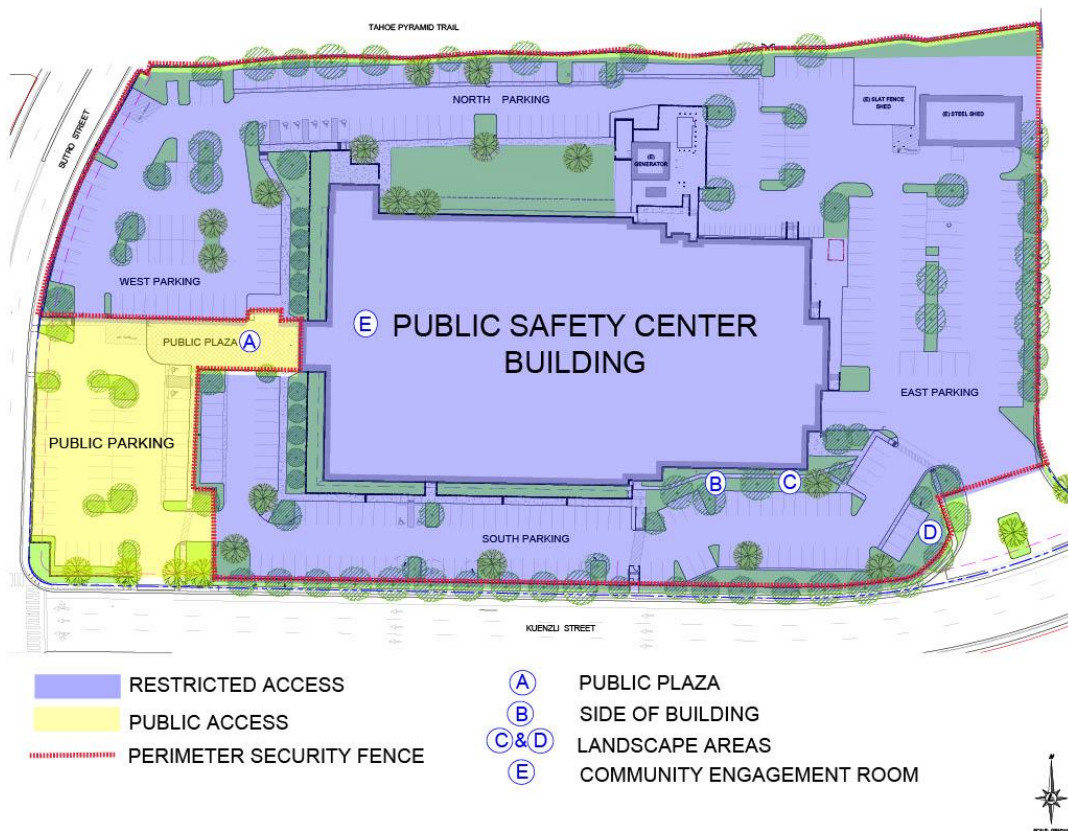 TAHOE PYRAMID TRAIL
SUTRO STREET
NORTH PARKING
(E) SLAT FENCE
SHED
(E) STEEL SHED
(E)
GENERATOR
WEST PARKING
PUBLIC PLAZA
A
E
PUBLIC SAFETY CENTER
BUILDING
EAST PARKING
PUBLIC PARKING
B
C
D
SOUTH PARKING
KUENZLI STREET
RESTRICTED ACCESS
PUBLIC ACCESS
PERIMETER SECURITY FENCE
A PUBLIC PLAZA
B SIDE OF BUILDING
C & D LANDSCAPE AREAS
E COMMUNITY ENGAGEMENT ROOM